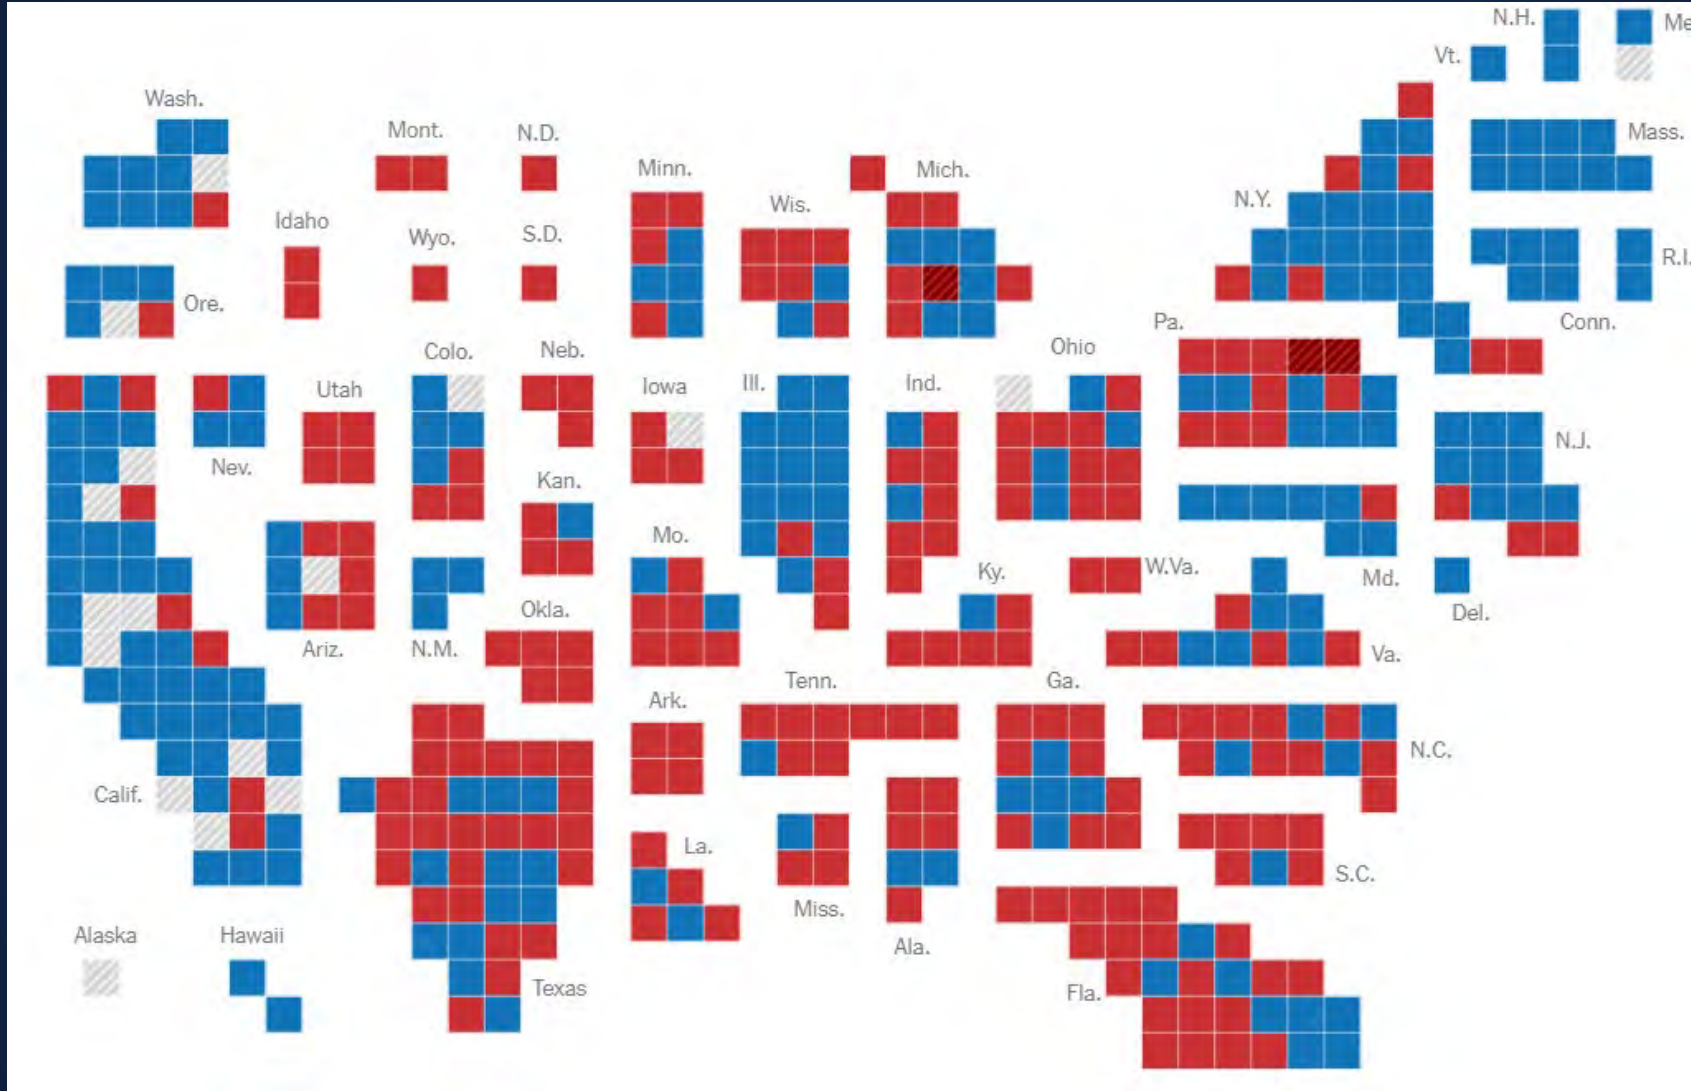 N.H.
Me
Vt.
Wash.
Mont.
N.D.
Mass.
Minn.
Mich.
N.Y.
Wis.
Idaho
Wyo.
S.D.
R.I.
Ore.
Pa.
Conn.
Ohio
Colo.
Neb.
Utah
Iowa
Ill.
Ind.
N.J.
Nev.
Kan.
Mo.
W.Va.
Ky.
Md.
Okla.
Del.
Ariz.
N.M.
Va.
Tenn.
Ga.
Ark.
N.C.
Calif.
La.
S.C.
Miss.
Alaska
Hawaii
Ala.
Texas
Fla.